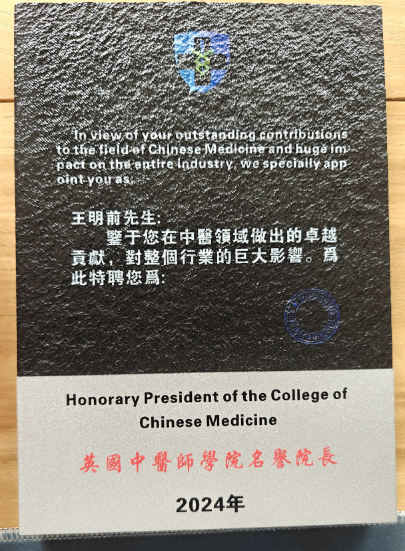 In view of your outstanding contributions
to the field of Chinese Medicine and huge im
pact on the entire industry, we specially app
oint you as:
王明前先生:
鑒于您在中醫領域做出的卓越
貢獻，對整個行業的巨大影響。爲
此特聘您爲:
Honorary President of the College of
Chinese Medicine
英國中醫師學院名譽院長
2024年